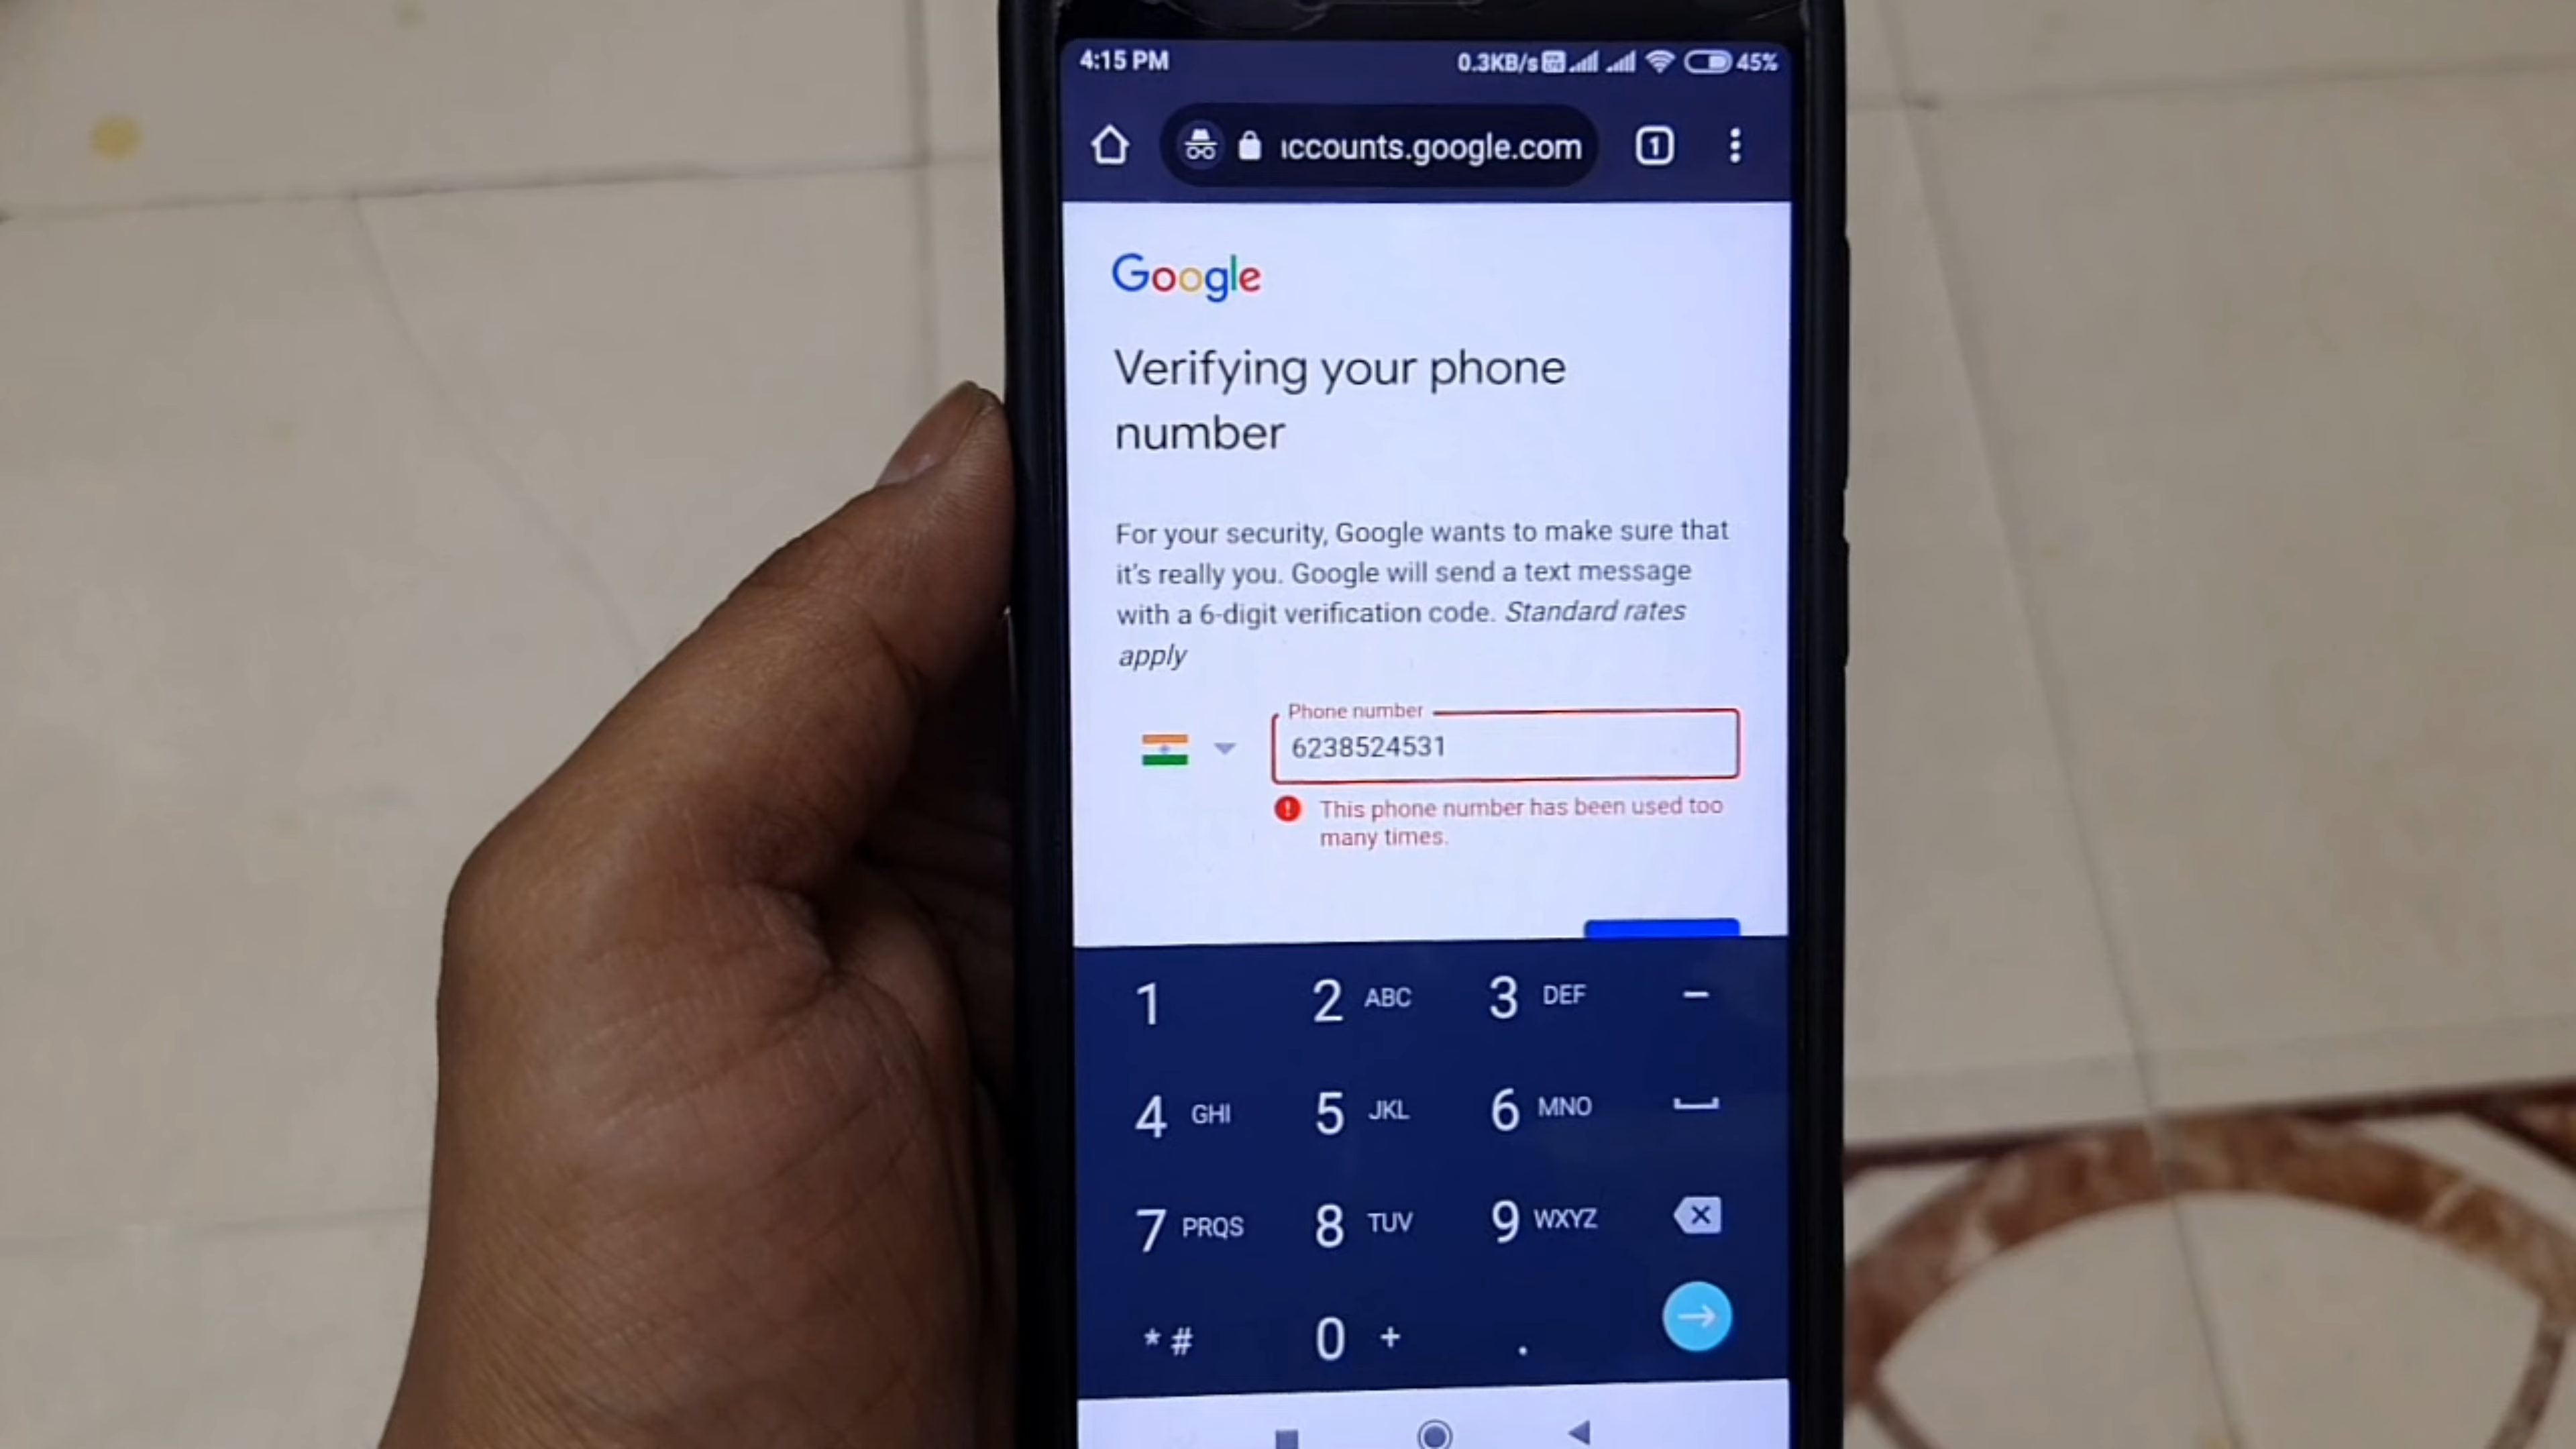 4:15 PM 0.3KB/s 45%
ccounts.google.com 1
Google
Verifying your phone
number
For your security, Google wants to make sure that
it's really you. Google will send a text message
with a 6-digit verification code. Standard rates
apply
Phone number
6238524531
This phone number has been used too
many times.
1 2 ABC 3 DEF –
4 GHI 5 JKL 6 MNO
7 PRQS 8 TUV 9 WXYZ
* # 0 + .